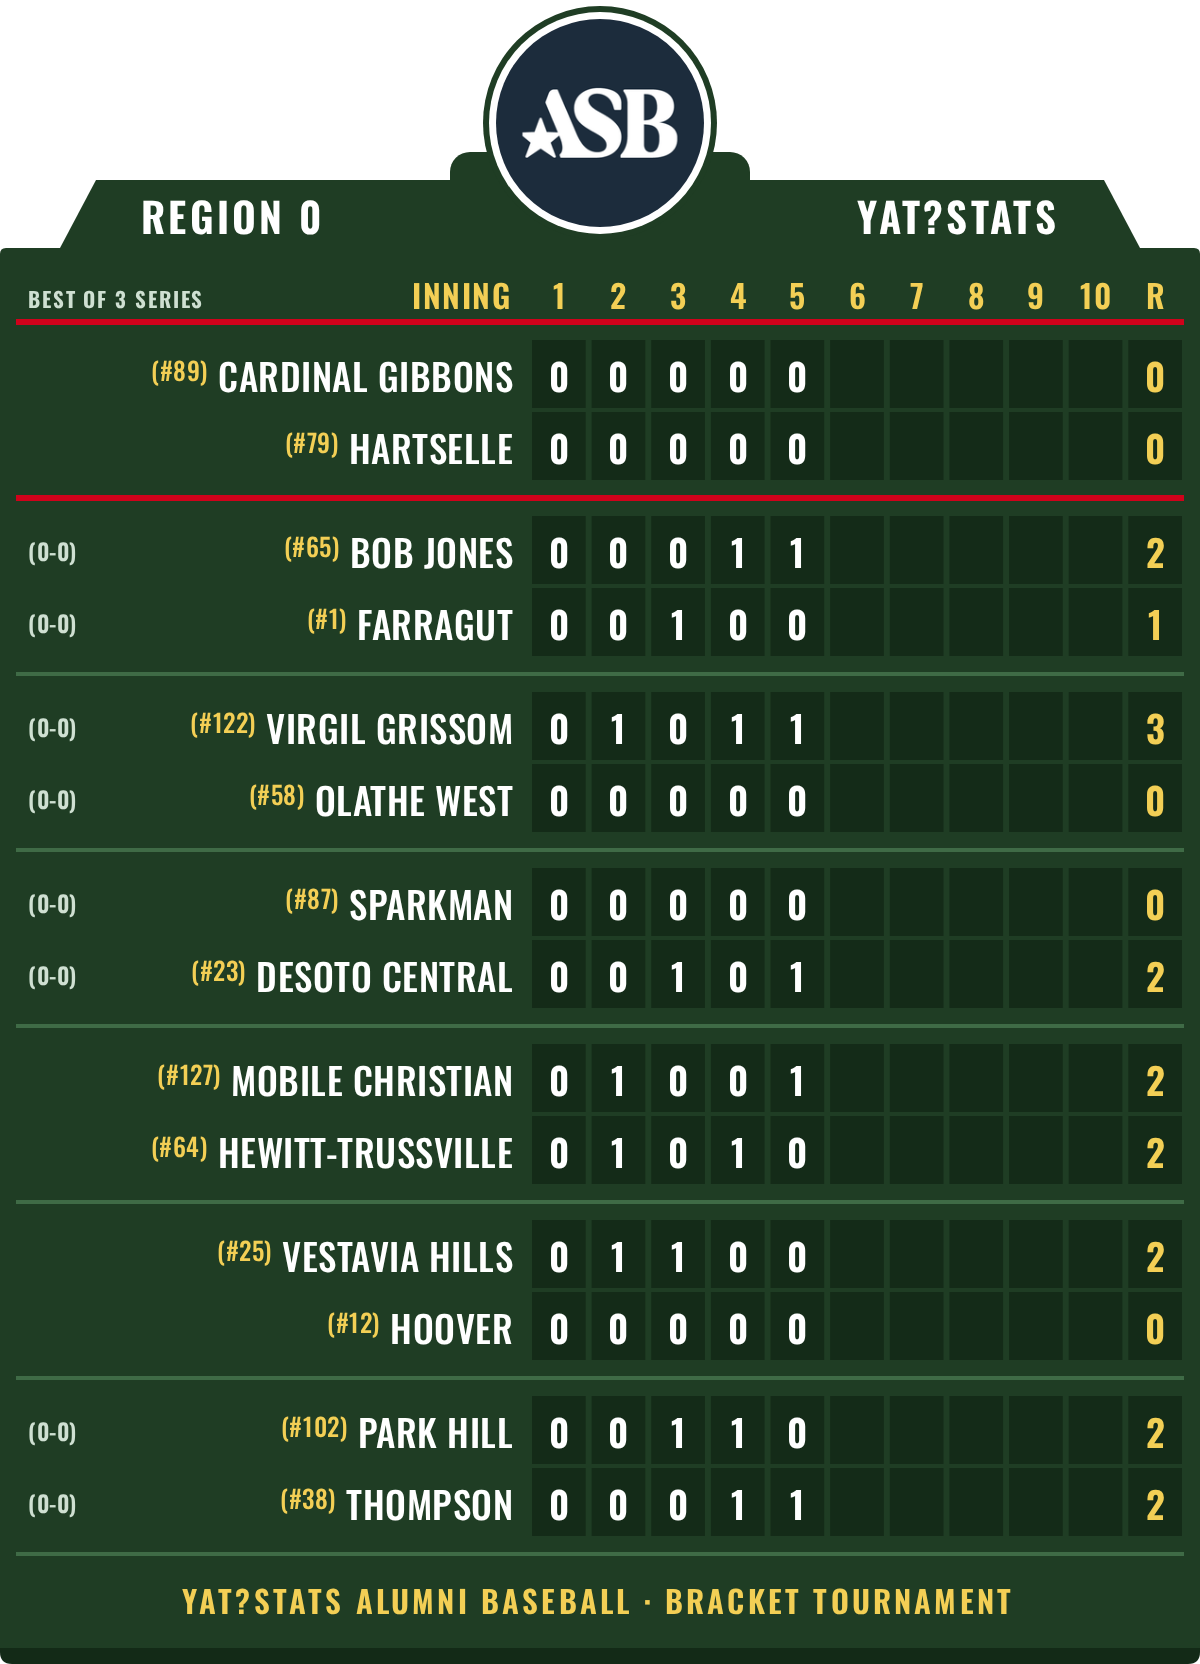 ASB
REGION 0 YAT?STATS
BEST OF 3 SERIES INNING 1 2 3 4 5 6 7 8 9 10 R
(#89) CARDINAL GIBBONS 0 0 0 0 0 0
(#79) HARTSELLE 0 0 0 0 0 0
(0-0) (#65) BOB JONES 0 0 0 1 1 2
(0-0) (#1) FARRAGUT 0 0 1 0 0 1
(0-0) (#122) VIRGIL GRISSOM 0 1 0 1 1 3
(0-0) (#58) OLATHE WEST 0 0 0 0 0 0
(0-0) (#87) SPARKMAN 0 0 0 0 0 0
(0-0) (#23) DESOTO CENTRAL 0 0 1 0 1 2
(#127) MOBILE CHRISTIAN 0 1 0 0 1 2
(#64) HEWITT-TRUSSVILLE 0 1 0 1 0 2
(#25) VESTAVIA HILLS 0 1 1 0 0 2
(#12) HOOVER 0 0 0 0 0 0
(0-0) (#102) PARK HILL 0 0 1 1 0 2
(0-0) (#38) THOMPSON 0 0 0 1 1 2
YAT?STATS ALUMNI BASEBALL · BRACKET TOURNAMENT